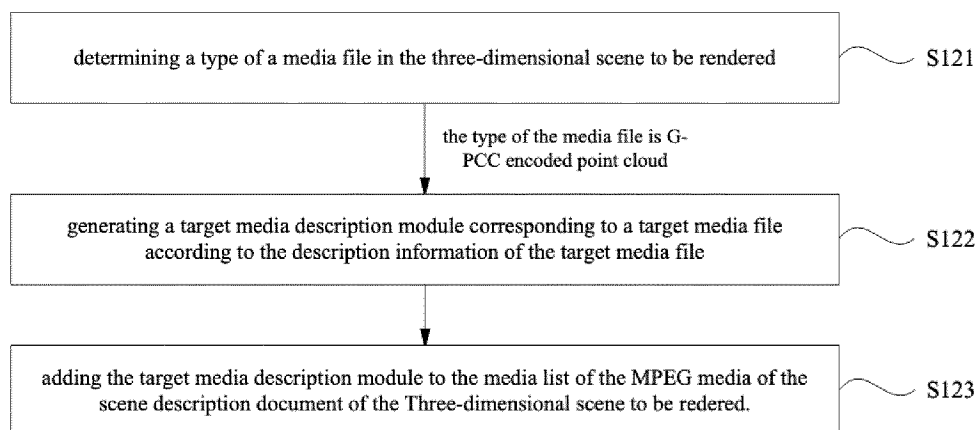 determining a type of a media file in the three-dimensional scene to be rendered
S121
the type of the media file is G-
PCC encoded point cloud
generating a target media description module corresponding to a target media file
according to the description information of the target media file
S122
adding the target media description module to the media list of the MPEG media of the
scene description document of the Three-dimensional scene to be redered.
S123